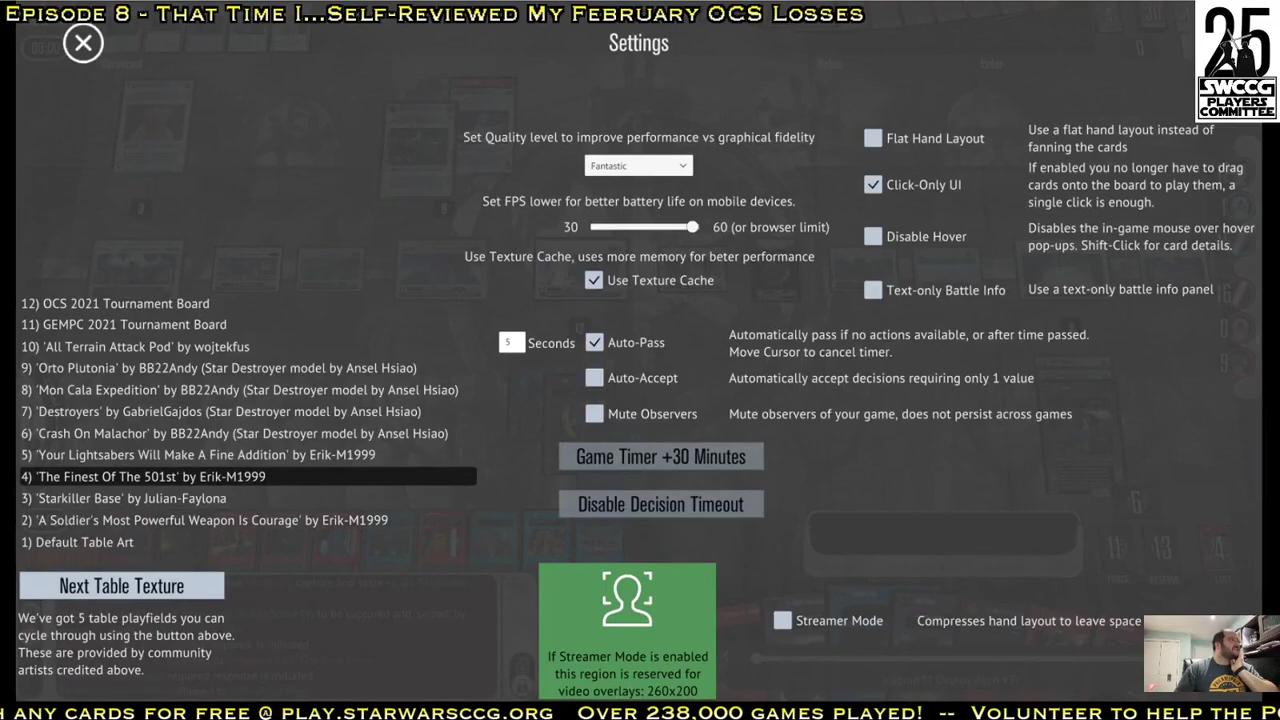 Episode 8 - That Time I...Self-Reviewed My February OCS Losses
Settings
25
SWCCG
PLAYERS
COMMITTEE
Set Quality level to improve performance vs graphical fidelity
Fantastic
Set FPS lower for better battery life on mobile devices.
30
60 (or browser limit)
Use Texture Cache, uses more memory for beter performance
Use Texture Cache
Flat Hand Layout
Use a flat hand layout instead of
fanning the cards
Click-Only UI
If enabled you no longer have to drag
cards onto the board to play them, a
single click is enough.
Disable Hover
Disables the in-game mouse over hover
pop-ups. Shift-Click for card details.
Text-only Battle Info
Use a text-only battle info panel
5 Seconds
Auto-Pass
Automatically pass if no actions available, or after time passed.
Move Cursor to cancel timer.
Auto-Accept
Automatically accept decisions requiring only 1 value
Mute Observers
Mute observers of your game, does not persist across games
Game Timer +30 Minutes
Disable Decision Timeout
12) OCS 2021 Tournament Board
11) GEMPC 2021 Tournament Board
10) 'All Terrain Attack Pod' by wojtekfus
9) 'Orto Plutonia' by BB22Andy (Star Destroyer model by Ansel Hsiao)
8) 'Mon Cala Expedition' by BB22Andy (Star Destroyer model by Ansel Hsiao)
7) 'Destroyers' by GabrielGajdos (Star Destroyer model by Ansel Hsiao)
6) 'Crash On Malachor' by BB22Andy (Star Destroyer model by Ansel Hsiao)
5) 'Your Lightsabers Will Make A Fine Addition' by Erik-M1999
4) 'The Finest Of The 501st' by Erik-M1999
3) 'Starkiller Base' by Julian-Faylona
2) 'A Soldier's Most Powerful Weapon Is Courage' by Erik-M1999
1) Default Table Art
Next Table Texture
We've got 5 table playfields you can
cycle through using the button above.
These are provided by community
artists credited above.
If Streamer Mode is enabled
this region is reserved for
video overlays: 260x200
Streamer Mode
Compresses hand layout to leave space
h any cards for free @ play.starwarsccg.org Over 238,000 games played! -- Volunteer to help the P